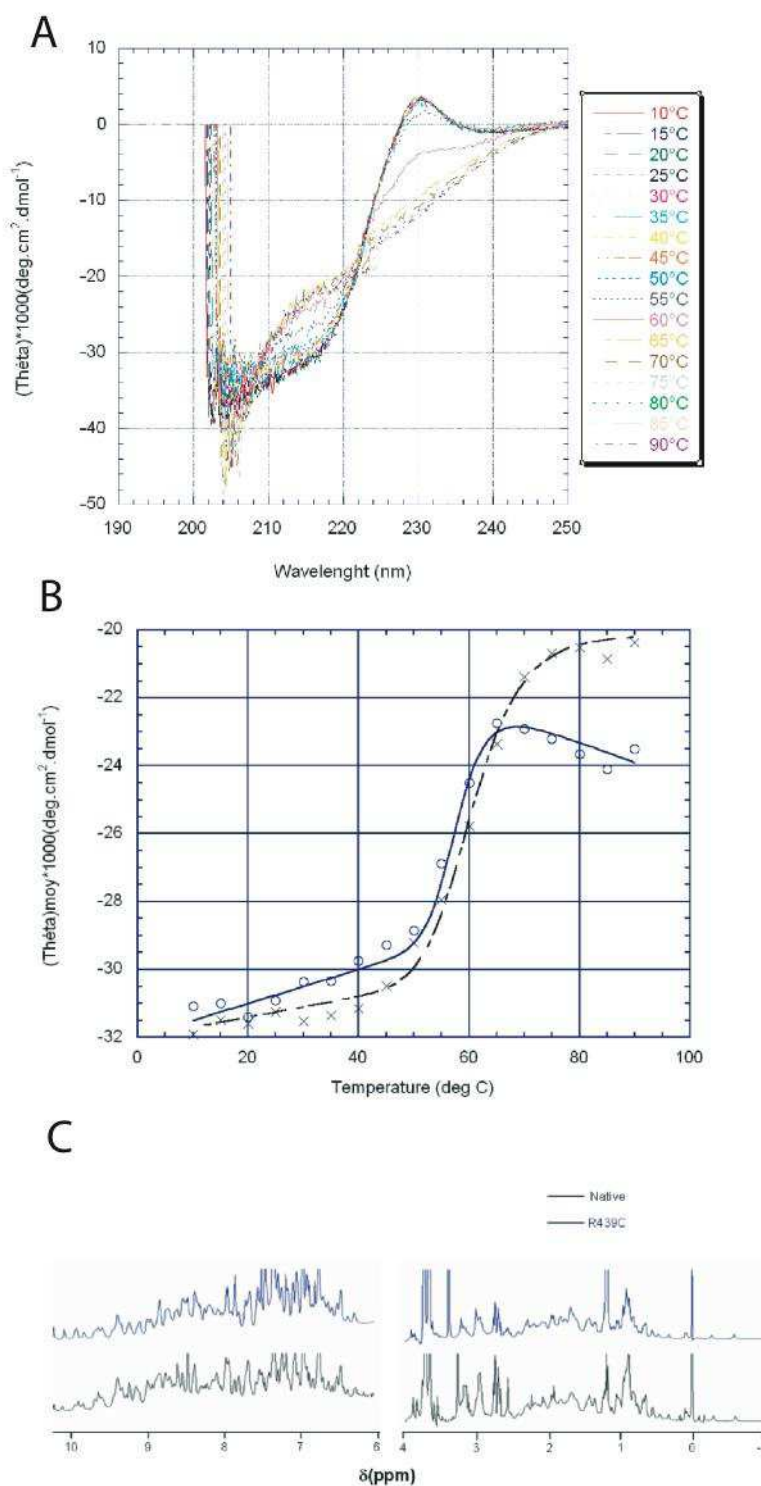 A
10
0
-10
-20
-30
-40
-50
190 200 210 220 230 240 250
(Thèta)*1000(deg.cm².dmol⁻¹)
Wavelenght (nm)
10°C
15°C
20°C
25°C
30°C
35°C
40°C
45°C
50°C
55°C
60°C
65°C
70°C
75°C
80°C
85°C
90°C
B
-20
-22
-24
-26
-28
-30
-32
0 20 40 60 80 100
(Thèta)moy*1000(deg.cm².dmol⁻¹)
Temperature (deg C)
C
Native
R439C
10 9 8 7 6 4 3 2 1 0 -
δ(ppm)